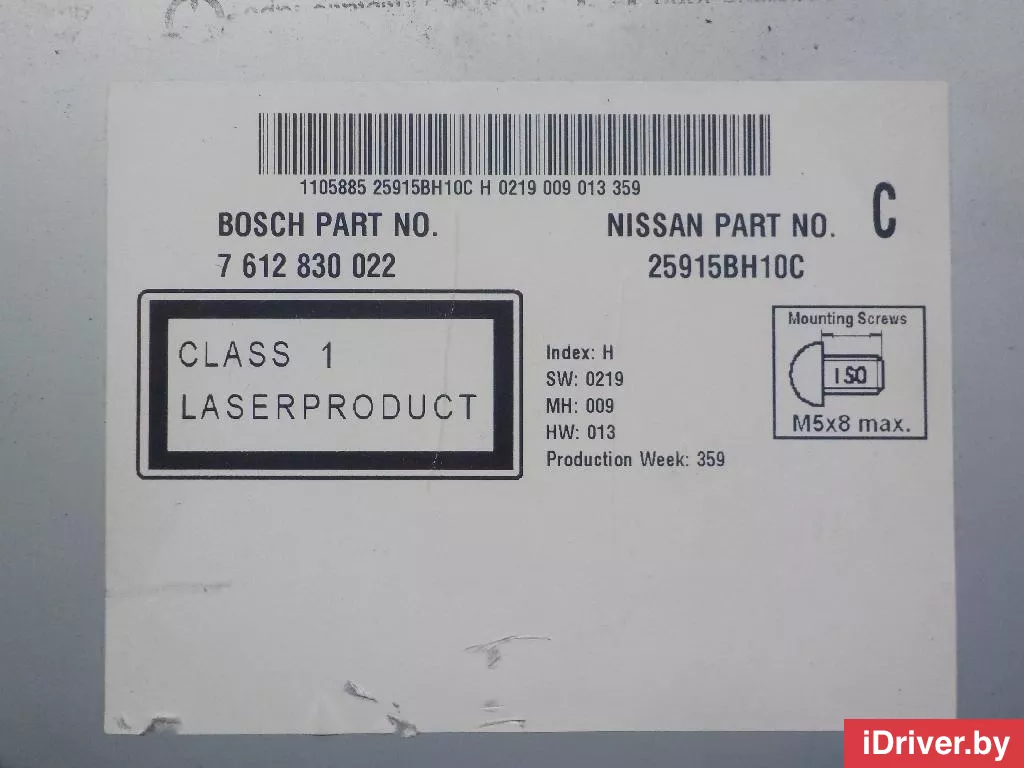 1105885 25915BH10C H 0219 009 013 359
BOSCH PART NO.
7 612 830 022
NISSAN PART NO.
25915BH10C
C
CLASS 1
LASERPRODUCT
Index: H
SW: 0219
MH: 009
HW: 013
Production Week: 359
Mounting Screws
ISO
M5x8 max.
iDriver.by